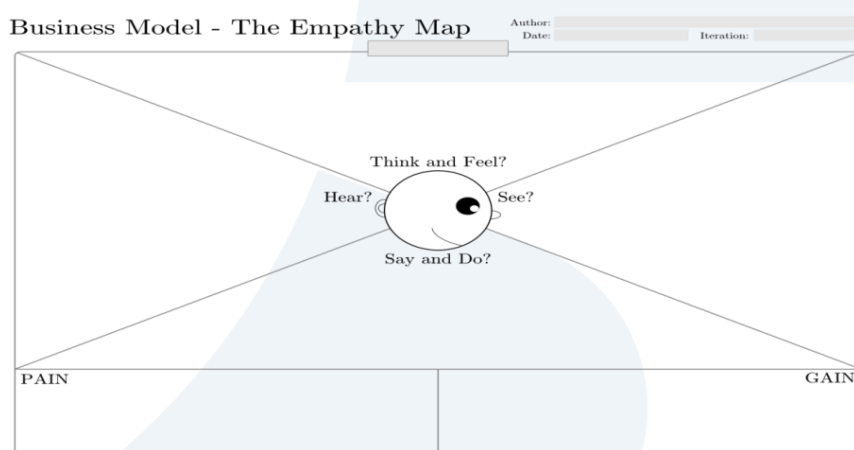 Business Model - The Empathy Map
Author:
Date: Iteration:
Think and Feel?
Hear? See?
Say and Do?
PAIN GAIN